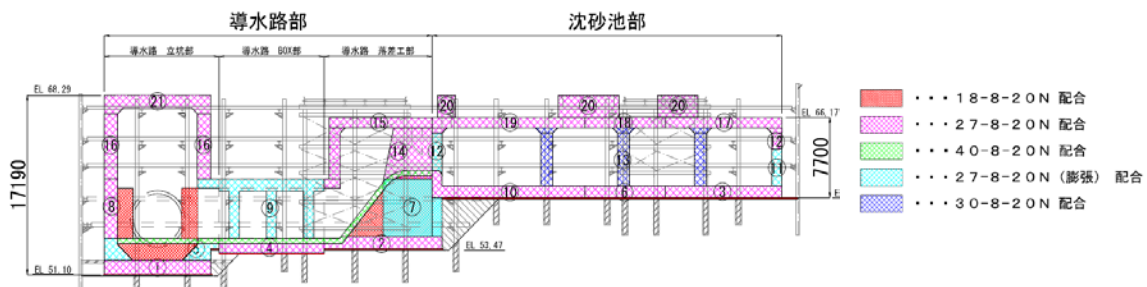 導水路部
沈砂池部
導水路 立坑部
導水路 BOX部
導水路 落差工部
EL 68.29
EL 66.17
17190
7700
EL 51.10
EL 53.47
㉑
⑳
⑳
⑳
⑮
⑲
⑱
⑰
⑯
⑯
⑭
⑫
⑬
⑫
⑪
⑧
⑨
⑦
⑩
⑥
③
④
②
①
・・・18-8-20N 配合
・・・27-8-20N 配合
・・・40-8-20N 配合
・・・27-8-20N(膨張) 配合
・・・30-8-20N 配合